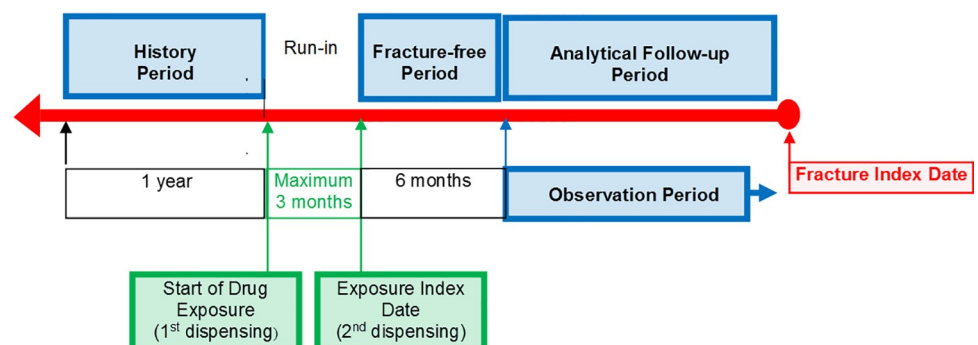 History
Period
Run-in
Fracture-free
Period
Analytical Follow-up
Period
1 year
Maximum
3 months
6 months
Observation Period
Fracture Index Date
Start of Drug
Exposure
(1st dispensing)
Exposure Index
Date
(2nd dispensing)